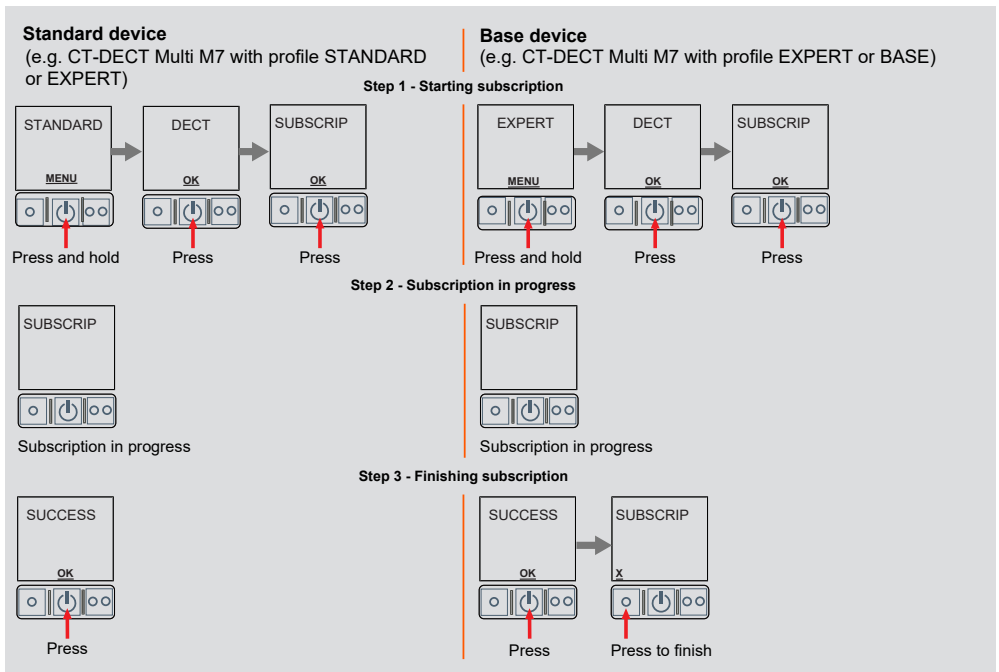 Standard device
(e.g. CT-DECT Multi M7 with profile STANDARD
or EXPERT)
Base device
(e.g. CT-DECT Multi M7 with profile EXPERT or BASE)
Step 1 - Starting subscription
STANDARD
DECT
SUBSCRIP
EXPERT
DECT
SUBSCRIP
MENU
OK
OK
MENU
OK
OK
Press and hold
Press
Press
Press and hold
Press
Press
Step 2 - Subscription in progress
SUBSCRIP
SUBSCRIP
Subscription in progress
Subscription in progress
Step 3 - Finishing subscription
SUCCESS
SUCCESS
SUBSCRIP
OK
OK
X
Press
Press
Press to finish